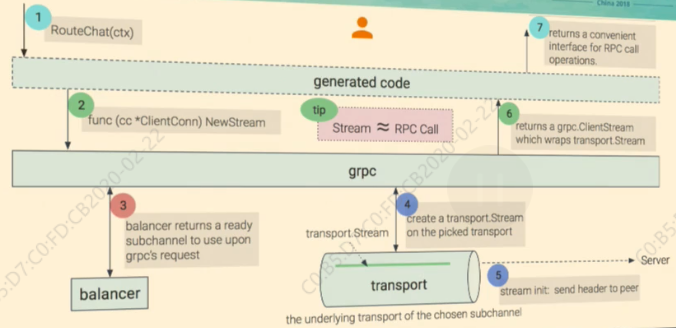 China 2019
1
RouteChat(ctx)
7
returns a convenient
interface for RPC call
operations.
generated code
2
func (cc *ClientConn) NewStream
tip
Stream ≈ RPC Call
6
returns a grpc.ClientStream
which wraps transport.Stream
grpc
3
balancer returns a ready
subchannel to use upon
grpc's request
4
create a transport.Stream
on the picked transport
transport.Stream
balancer
transport
Server
5
stream init: send header to peer
the underlying transport of the chosen subchannel
:D7:C0:FD:CB2020-02-22
C0:B5:D7:C0:FD:CB2020-02-22
C0:B5: